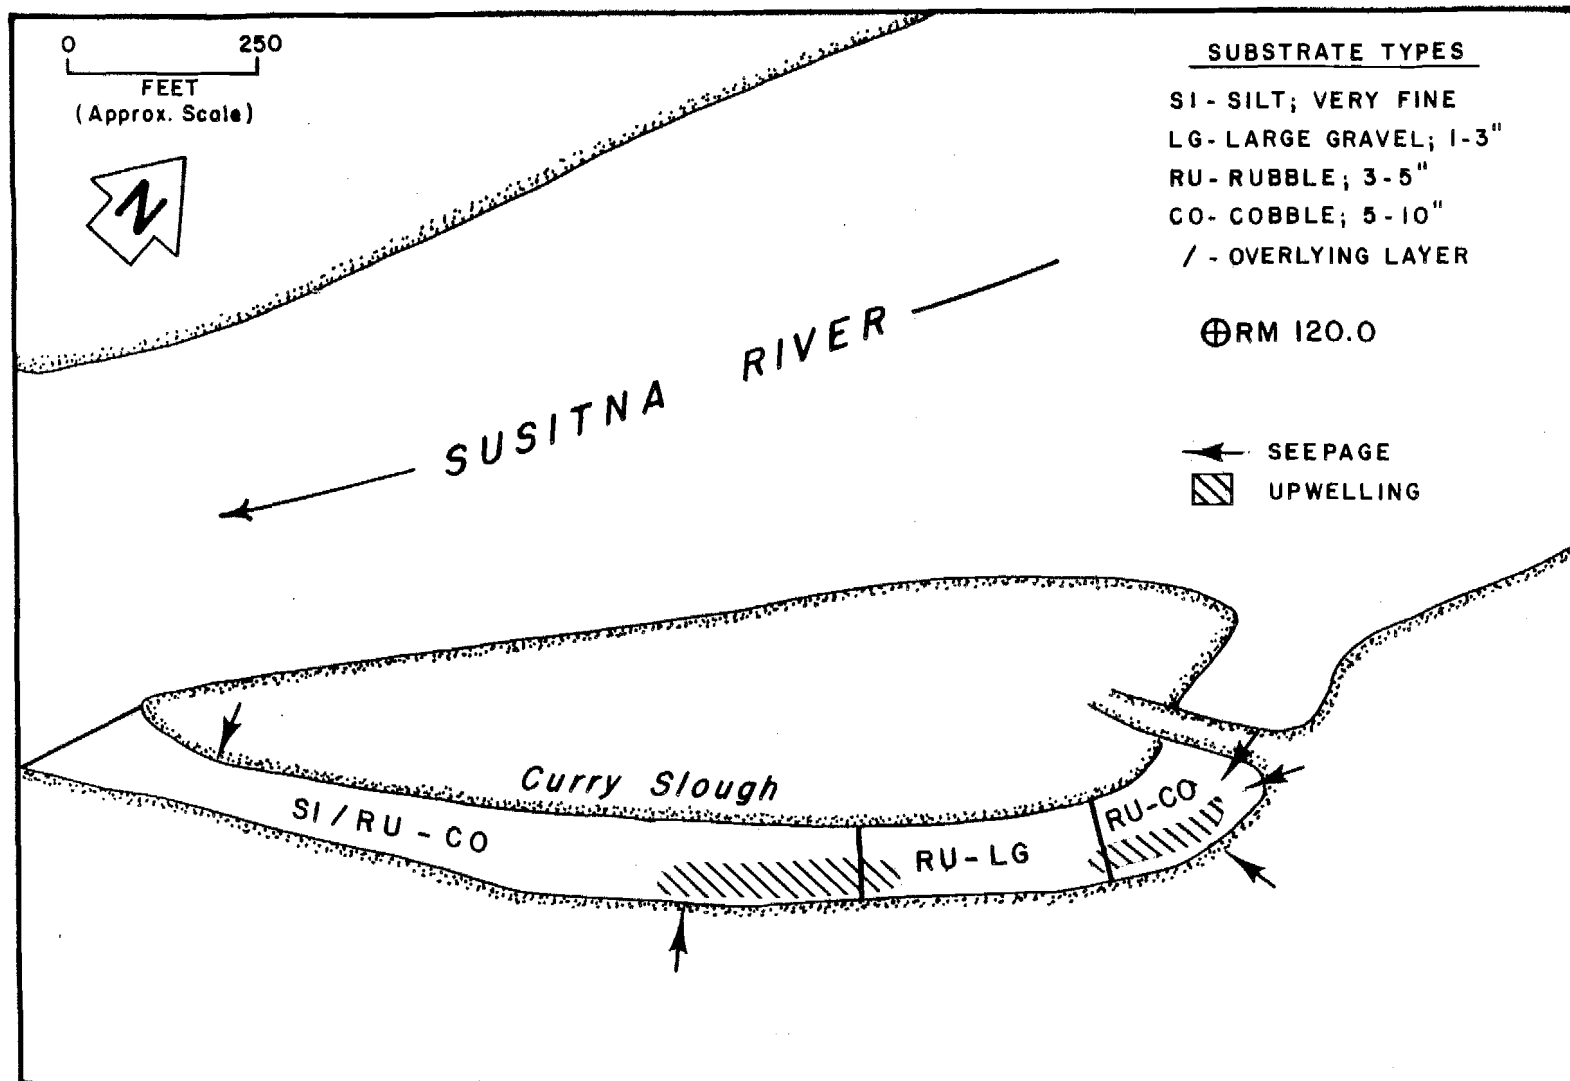 0 250
FEET
(Approx. Scale)
N
SUBSTRATE TYPES
SI - SILT; VERY FINE
LG - LARGE GRAVEL; 1-3"
RU - RUBBLE; 3-5"
CO - COBBLE; 5-10"
/ - OVERLYING LAYER
⊕RM 120.0
SEEPAGE
UPWELLING
SUSITNA RIVER
Curry Slough
SI/RU-CO
RU-LG
RU-CO